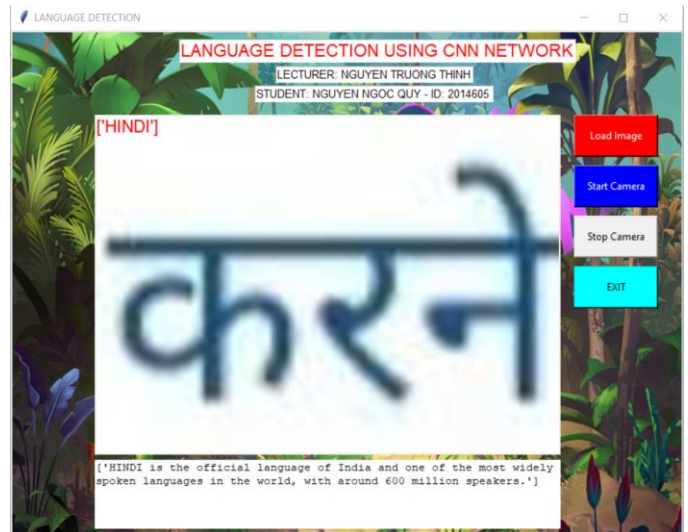 LANGUAGE DETECTION
LANGUAGE DETECTION USING CNN NETWORK
LECTURER: NGUYEN TRUONG THINH
STUDENT: NGUYEN NGOC QUY - ID: 2014605
['HINDI']
Load Image
Start Camera
Stop Camera
EXIT
करने
['HINDI is the official language of India and one of the most widely
spoken languages in the world, with around 600 million speakers.']